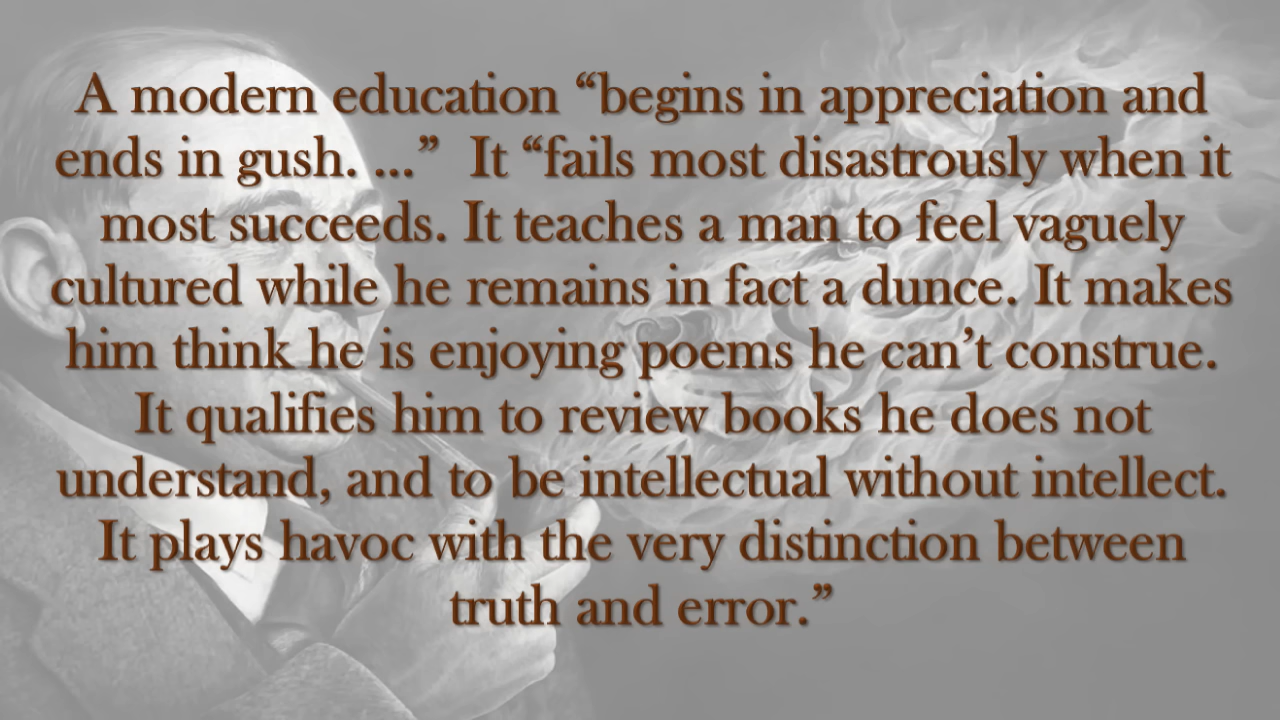 A modern education “begins in appreciation and
ends in gush. ...” It “fails most disastrously when it
most succeeds. It teaches a man to feel vaguely
cultured while he remains in fact a dunce. It makes
him think he is enjoying poems he can’t construe.
It qualifies him to review books he does not
understand, and to be intellectual without intellect.
It plays havoc with the very distinction between
truth and error.”